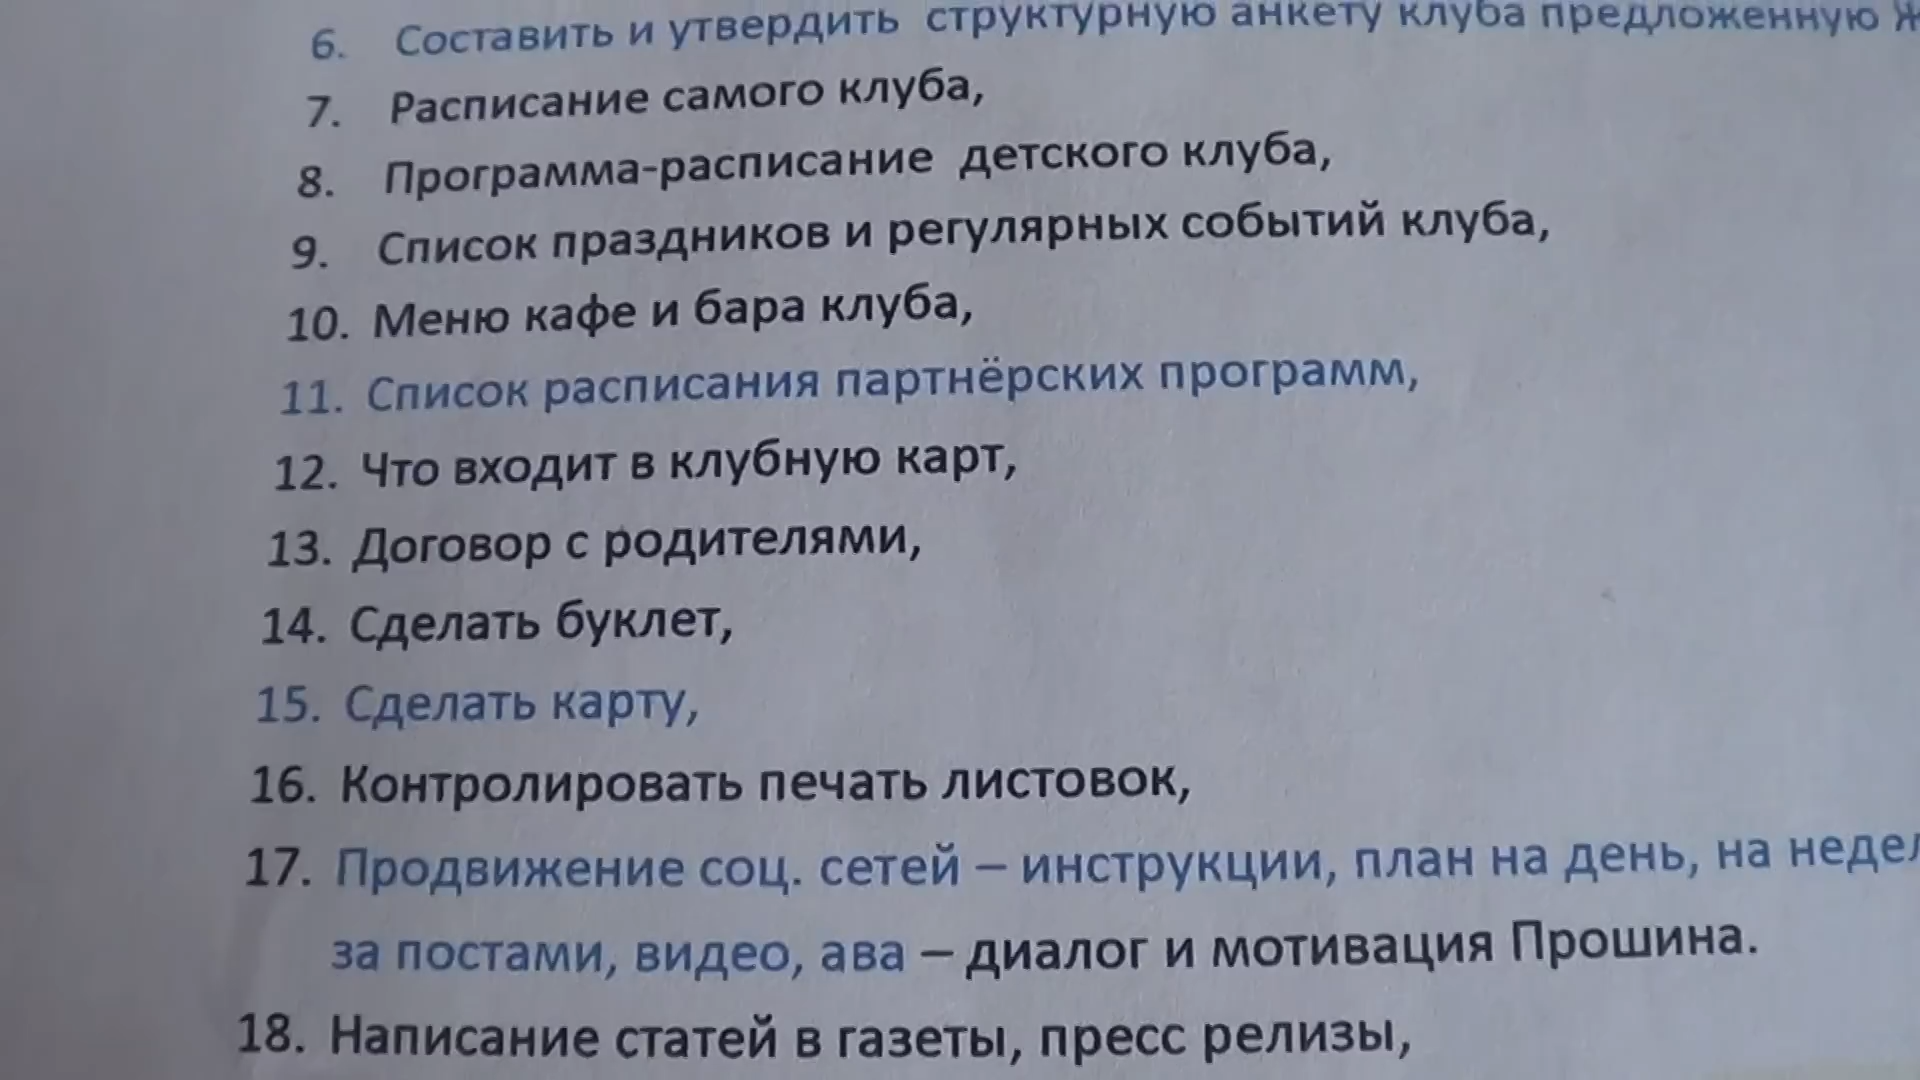 6. Составить и утвердить структурную анкету клуба предложенную
7. Расписание самого клуба,
8. Программа-расписание детского клуба,
9. Список праздников и регулярных событий клуба,
10. Меню кафе и бара клуба,
11. Список расписания партнёрских программ,
12. Что входит в клубную карт,
13. Договор с родителями,
14. Сделать буклет,
15. Сделать карту,
16. Контролировать печать листовок,
17. Продвижение соц. сетей – инструкции, план на день, на
за постами, видео, ава – диалог и мотивация Прошина.
18. Написание статей в газеты, пресс релизы,